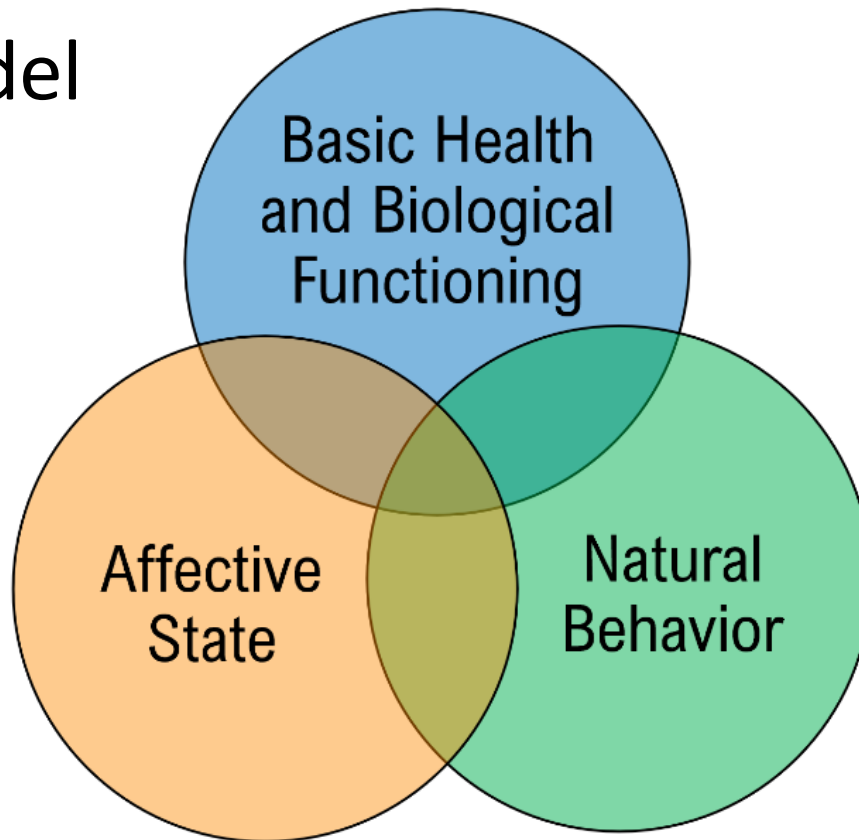 del
Basic Health
and Biological
Functioning
Affective
State
Natural
Behavior